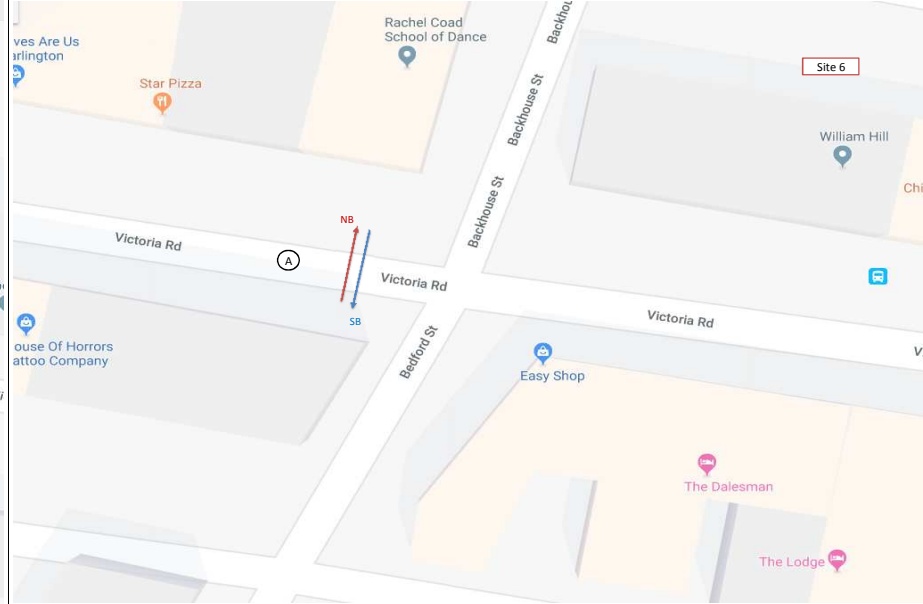 Backhou
Rachel Coad
School of Dance
ves Are Us
arlington
Site 6
Star Pizza
Backhouse St
William Hill
Chi
Backhouse St
NB
Victoria Rd
A
Victoria Rd
SB
Victoria Rd
V
ouse Of Horrors
attoo Company
Bedford St
Easy Shop
The Dalesman
The Lodge